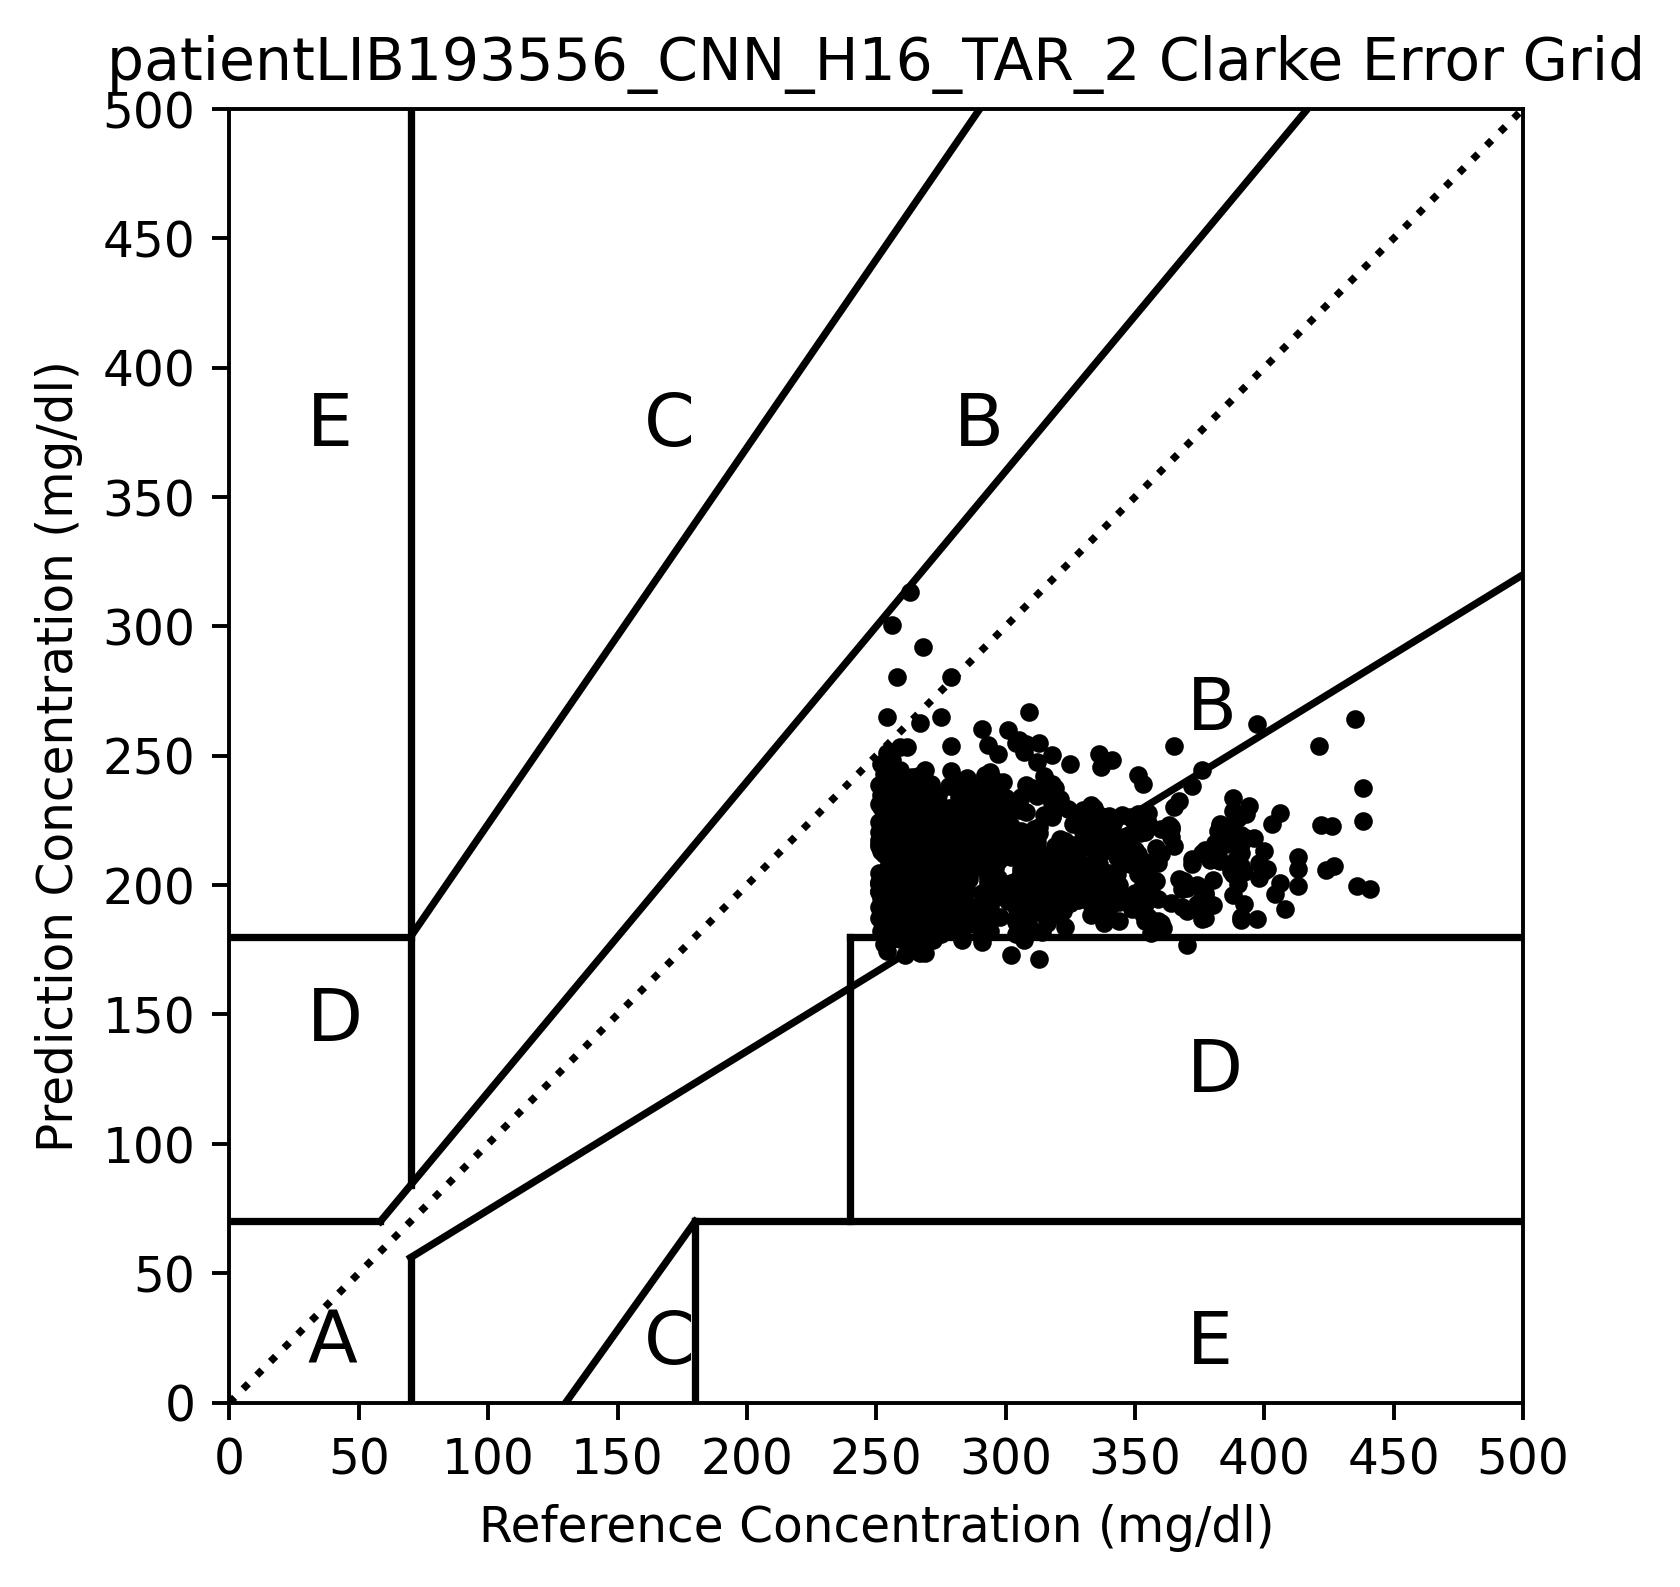 patientLIB193556_CNN_H16_TAR_2 Clarke Error Grid
500
450
400
350
300
250
200
150
100
50
0
Prediction Concentration (mg/dl)
E
C
B
B
D
D
A
C
E
0 50 100 150 200 250 300 350 400 450 500
Reference Concentration (mg/dl)